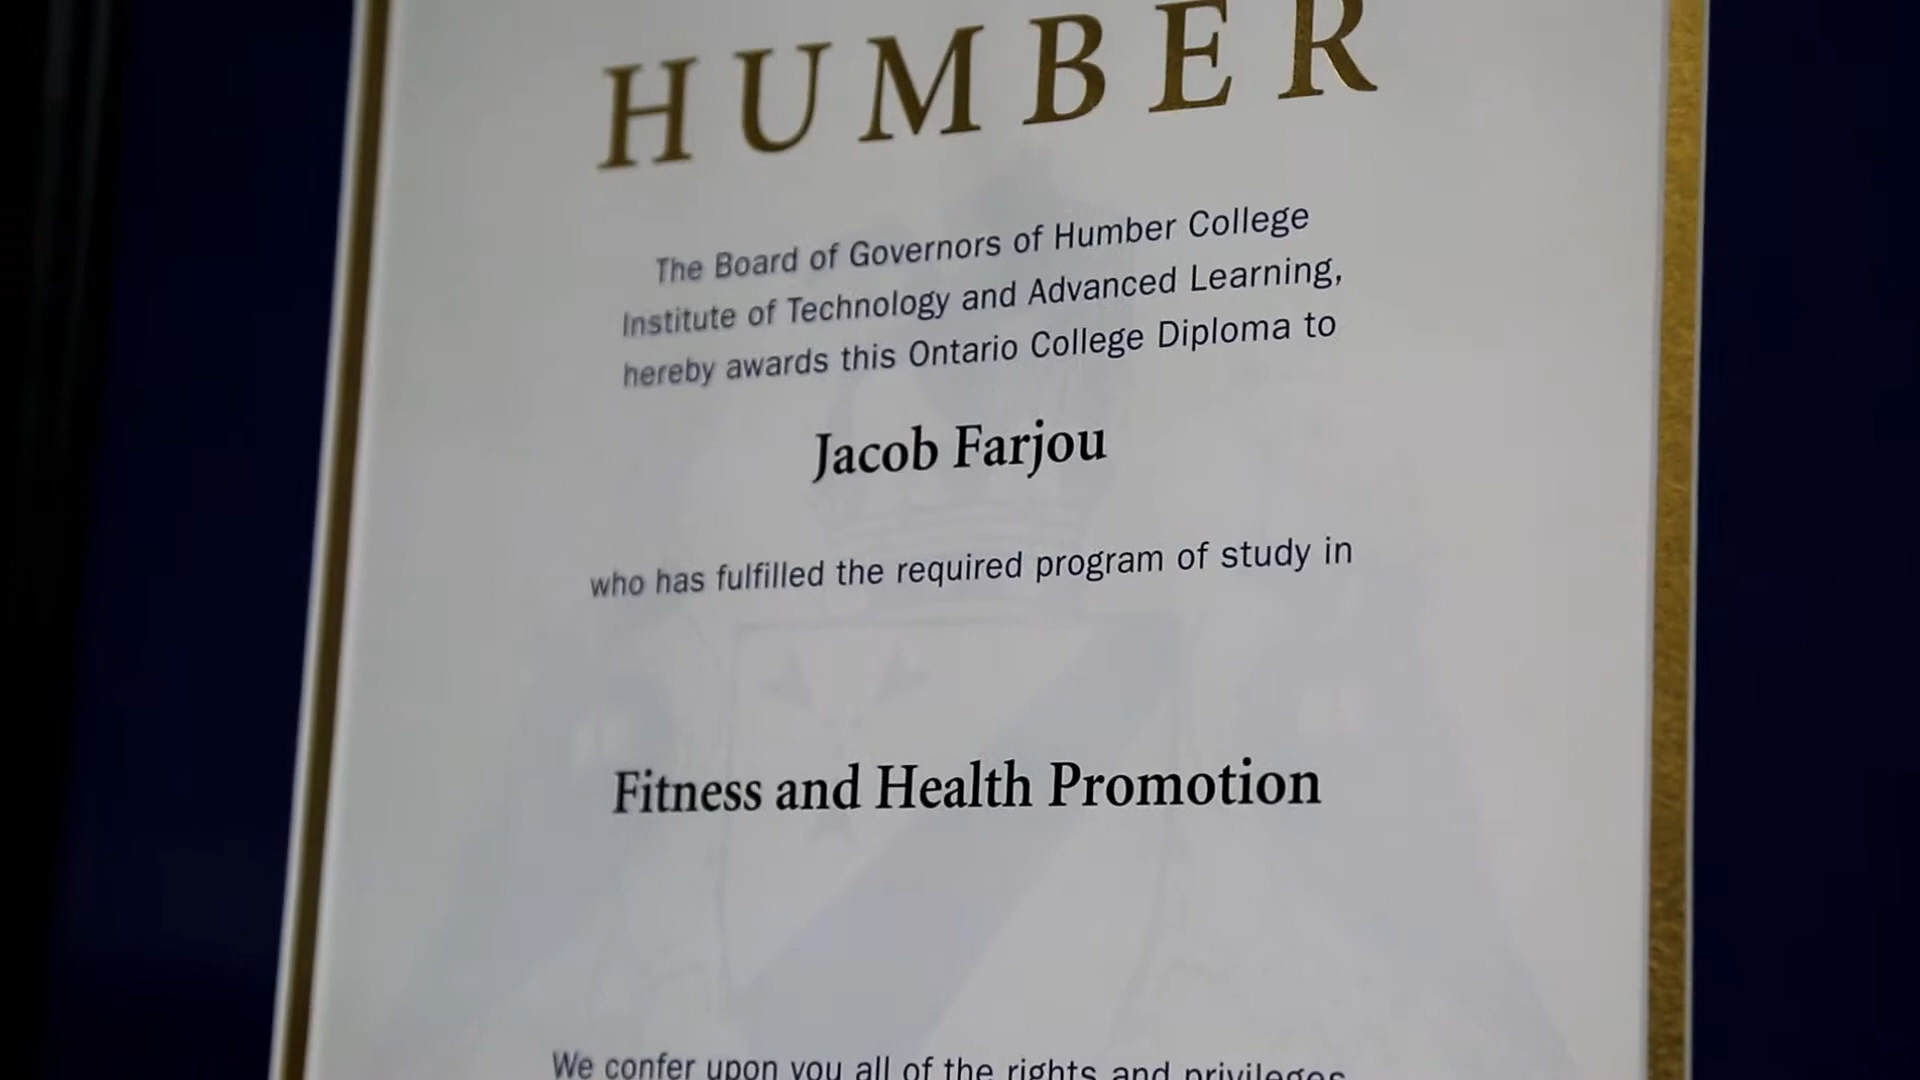 HUMBER
The Board of Governors of Humber College
Institute of Technology and Advanced Learning,
hereby awards this Ontario College Diploma to
Jacob Farjou
who has fulfilled the required program of study in
Fitness and Health Promotion
We confer upon you all of the rights and privileges